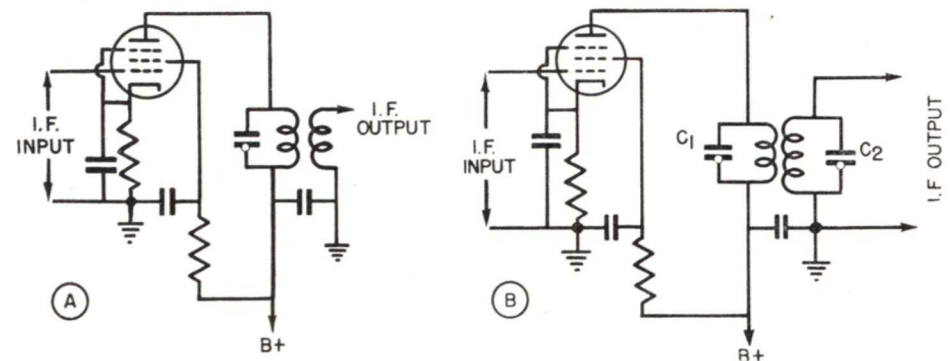 I.F.
INPUT
I.F.
OUTPUT
A
B+
I.F.
INPUT
C1
C2
I.F OUTPUT
B
B+